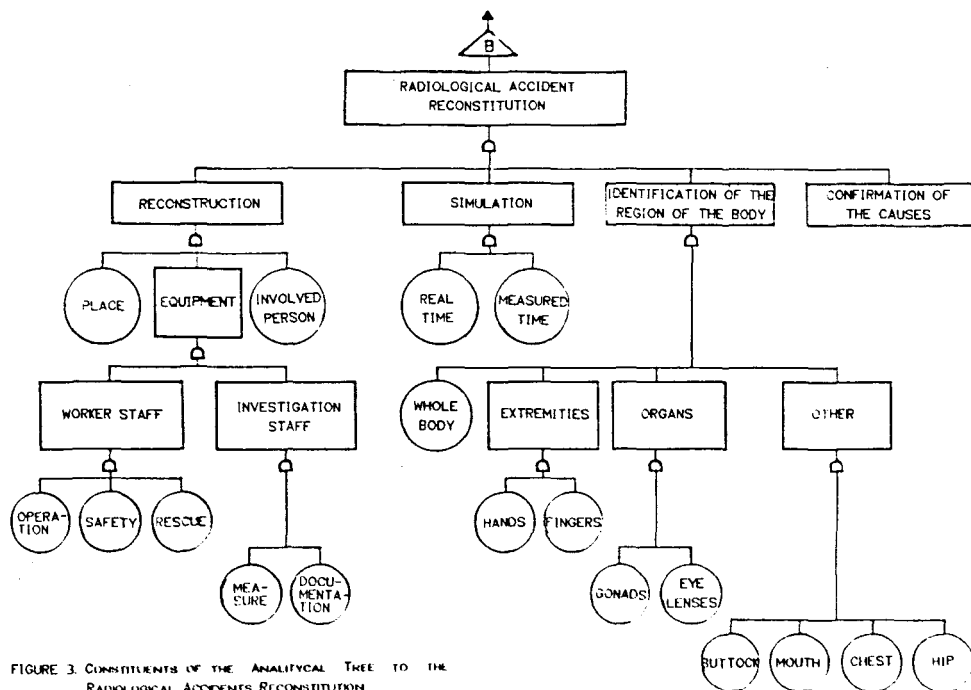 B
RADIOLOGICAL ACCIDENT
RECONSTITUTION
RECONSTRUCTION
SIMULATION
IDENTIFICATION OF THE
REGION OF THE BODY
CONFIRMATION OF
THE CAUSES
PLACE
EQUIPMENT
INVOLVED
PERSON
REAL
TIME
MEASURED
TIME
WORKER STAFF
INVESTIGATION
STAFF
WHOLE
BODY
EXTREMITIES
ORGANS
OTHER
OPERA-
TION
SAFETY
RESCUE
HANDS
FINGERS
MEA-
SURE
DOCU-
MENTA-
TION
GONADS
EYE
LENSES
BUTTOCK
MOUTH
CHEST
HIP
FIGURE 3. CONSTITUENTS OF THE ANALITYCAL TREE TO THE
RADIOLOGICAL ACCIDENTS RECONSTITUTION